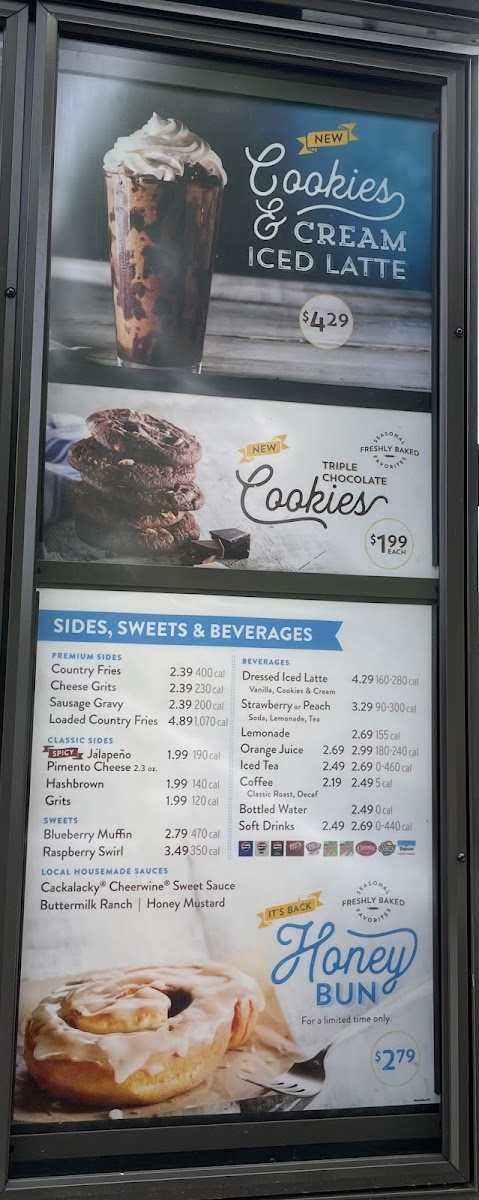 NEW
Cookies
& CREAM
ICED LATTE
$4.29
NEW
TRIPLE
CHOCOLATE
Cookies
SEASONAL
FRESHLY BAKED
FAVORITES
$1.99
EACH
SIDES, SWEETS & BEVERAGES
PREMIUM SIDES
Country Fries 2.39 400 cal
Cheese Grits 2.39 230 cal
Sausage Gravy 2.39 200 cal
Loaded Country Fries 4.89 1,070 cal
CLASSIC SIDES
SPICY Jalapeño 1.99 190 cal
Pimento Cheese 2.3 oz.
Hashbrown 1.99 140 cal
Grits 1.99 120 cal
SWEETS
Blueberry Muffin 2.79 470 cal
Raspberry Swirl 3.49 350 cal
LOCAL HOUSEMADE SAUCES
Cackalacky® Cheerwine® Sweet Sauce
Buttermilk Ranch | Honey Mustard
BEVERAGES
Dressed Iced Latte 4.29 160-280 cal
Vanilla, Cookies & Cream
Strawberry or Peach 3.29 90-300 cal
Soda, Lemonade, Tea
Lemonade 2.69 155 cal
Orange Juice 2.69 2.99 180-240 cal
Iced Tea 2.49 2.69 0-460 cal
Coffee 2.19 2.49 5 cal
Classic Roast, Decaf
Bottled Water 2.49 0 cal
Soft Drinks 2.49 2.69 0-440 cal
IT'S BACK
SEASONAL
FRESHLY BAKED
FAVORITES
Honey
BUN
For a limited time only.
$2.79